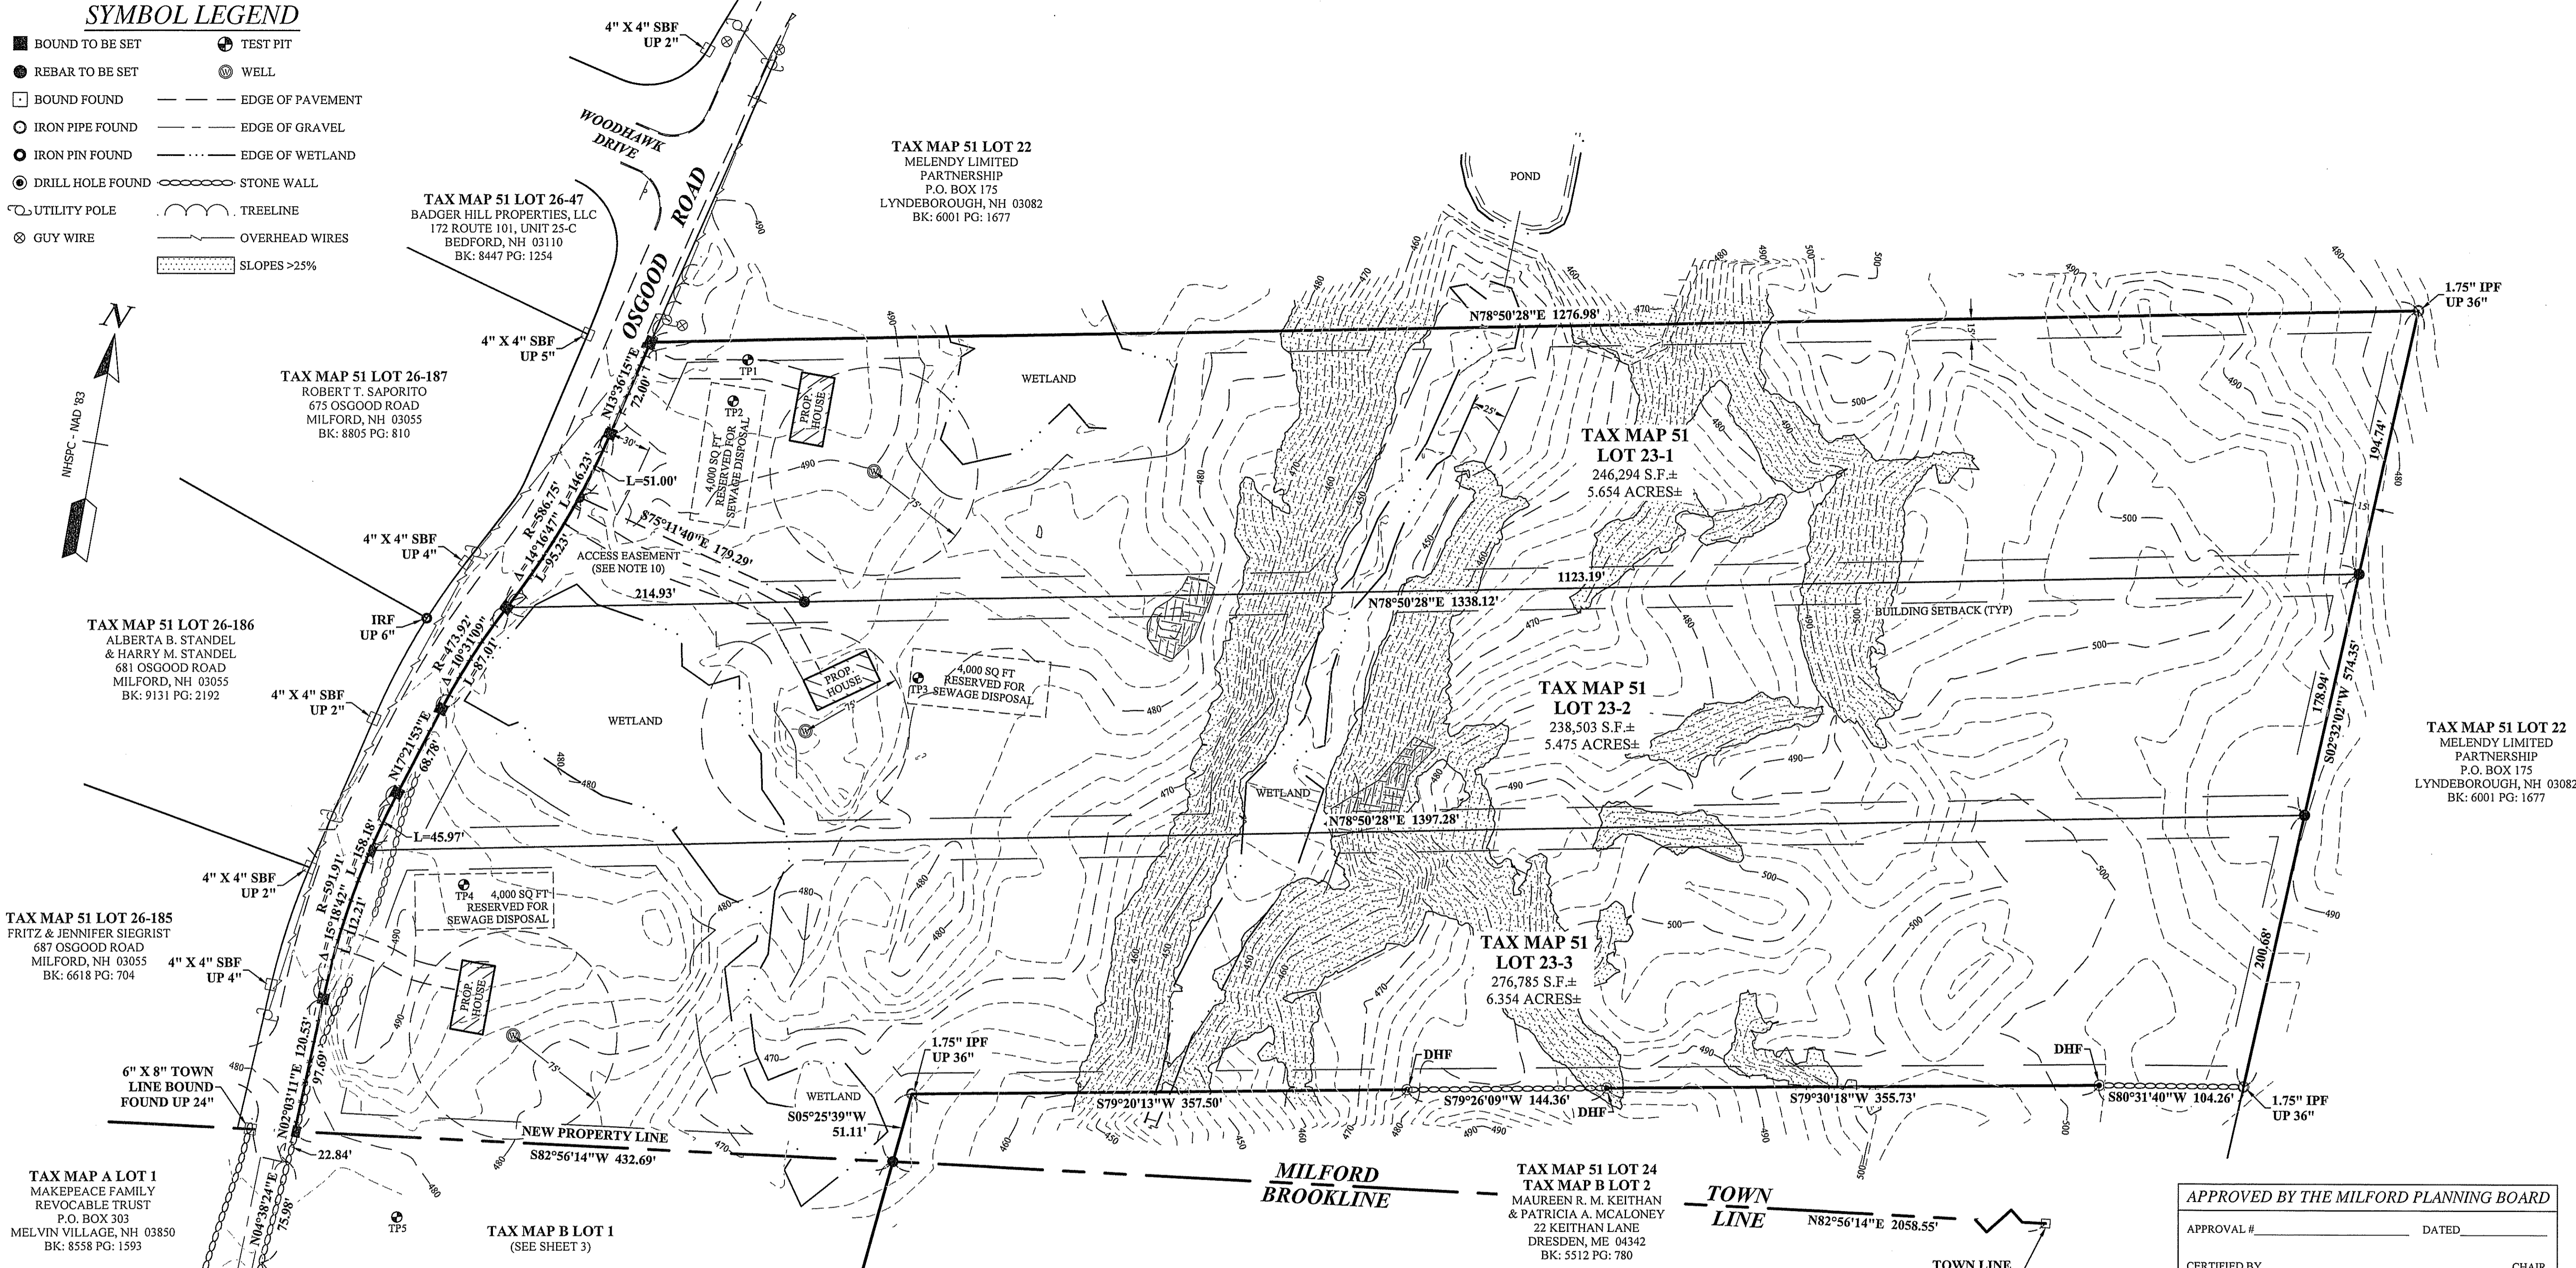 SYMBOL LEGEND
BOUND TO BE SET
TEST PIT
REBAR TO BE SET
WELL
BOUND FOUND
EDGE OF PAVEMENT
IRON PIPE FOUND
EDGE OF GRAVEL
IRON PIN FOUND
EDGE OF WETLAND
DRILL HOLE FOUND
STONE WALL
UTILITY POLE
TREELINE
GUY WIRE
OVERHEAD WIRES
SLOPES >25%
N
NHSPC - NAD '83
4" X 4" SBF
UP 2"
WOODHAWK
DRIVE
OSGOOD ROAD
TAX MAP 51 LOT 26-47
BADGER HILL PROPERTIES, LLC
172 ROUTE 101, UNIT 25-C
BEDFORD, NH 03110
BK: 8447 PG: 1254
TAX MAP 51 LOT 22
MELENDY LIMITED
PARTNERSHIP
P.O. BOX 175
LYNDEBOROUGH, NH 03082
BK: 6001 PG: 1677
POND
4" X 4" SBF
UP 5"
TAX MAP 51 LOT 26-187
ROBERT T. SAPORITO
675 OSGOOD ROAD
MILFORD, NH 03055
BK: 8805 PG: 810
N78°50'28"E 1276.98'
15'
1.75" IPF
UP 36"
194.74'
15'
N13°36'15"E
72.00'
TP1
TP2
4,000 SQ FT
RESERVED FOR
SEWAGE DISPOSAL
PROP.
HOUSE
WETLAND
30'
L=51.00'
75'
25'
TAX MAP 51
LOT 23-1
246,294 S.F.±
5.654 ACRES±
R=586.75'
L=146.23'
Δ=14°16'47"
L=95.23'
S75°11'40"E 179.29'
ACCESS EASEMENT
(SEE NOTE 10)
214.93'
1123.19'
N78°50'28"E 1338.12'
BUILDING SETBACK (TYP)
4" X 4" SBF
UP 4"
IRF
UP 6"
TAX MAP 51 LOT 26-186
ALBERTA B. STANDEL
& HARRY M. STANDEL
681 OSGOOD ROAD
MILFORD, NH 03055
BK: 9131 PG: 2192
4" X 4" SBF
UP 2"
R=473.92'
Δ=10°31'09"
L=87.01'
N17°21'53"E
68.78'
WETLAND
PROP.
HOUSE
75'
TP3
4,000 SQ FT
RESERVED FOR
SEWAGE DISPOSAL
TAX MAP 51
LOT 23-2
238,503 S.F.±
5.475 ACRES±
178.94'
S02°32'02"W 574.35'
TAX MAP 51 LOT 22
MELENDY LIMITED
PARTNERSHIP
P.O. BOX 175
LYNDEBOROUGH, NH 03082
BK: 6001 PG: 1677
WETLAND
N78°50'28"E 1397.28'
L=45.97'
R=591.91'
L=158.18'
Δ=15°18'42"
L=112.21'
4" X 4" SBF
UP 2"
TAX MAP 51 LOT 26-185
FRITZ & JENNIFER SIEGRIST
687 OSGOOD ROAD
MILFORD, NH 03055
BK: 6618 PG: 704
4" X 4" SBF
UP 4"
TP4
4,000 SQ FT
RESERVED FOR
SEWAGE DISPOSAL
PROP.
HOUSE
75'
TAX MAP 51
LOT 23-3
276,785 S.F.±
6.354 ACRES±
200.68'
6" X 8" TOWN
LINE BOUND
FOUND UP 24"
N02°03'11"E 120.53'
97.69'
22.84'
N04°38'24"E
75.98'
WETLAND
1.75" IPF
UP 36"
S05°25'39"W
51.11'
S79°20'13"W 357.50'
DHF
S79°26'09"W 144.36'
DHF
S79°30'18"W 355.73'
DHF
S80°31'40"W 104.26'
1.75" IPF
UP 36"
NEW PROPERTY LINE
S82°56'14"W 432.69'
TAX MAP A LOT 1
MAKEPEACE FAMILY
REVOCABLE TRUST
P.O. BOX 303
MELVIN VILLAGE, NH 03850
BK: 8558 PG: 1593
TP5
TAX MAP B LOT 1
(SEE SHEET 3)
MILFORD
BROOKLINE
TAX MAP 51 LOT 24
TAX MAP B LOT 2
MAUREEN R. M. KEITHAN
& PATRICIA A. MCALONEY
22 KEITHAN LANE
DRESDEN, ME 04342
BK: 5512 PG: 780
TOWN
LINE
N82°56'14"E 2058.55'
TOWN LINE
APPROVED BY THE MILFORD PLANNING BOARD
APPROVAL # DATED
CERTIFIED BY CHAIR